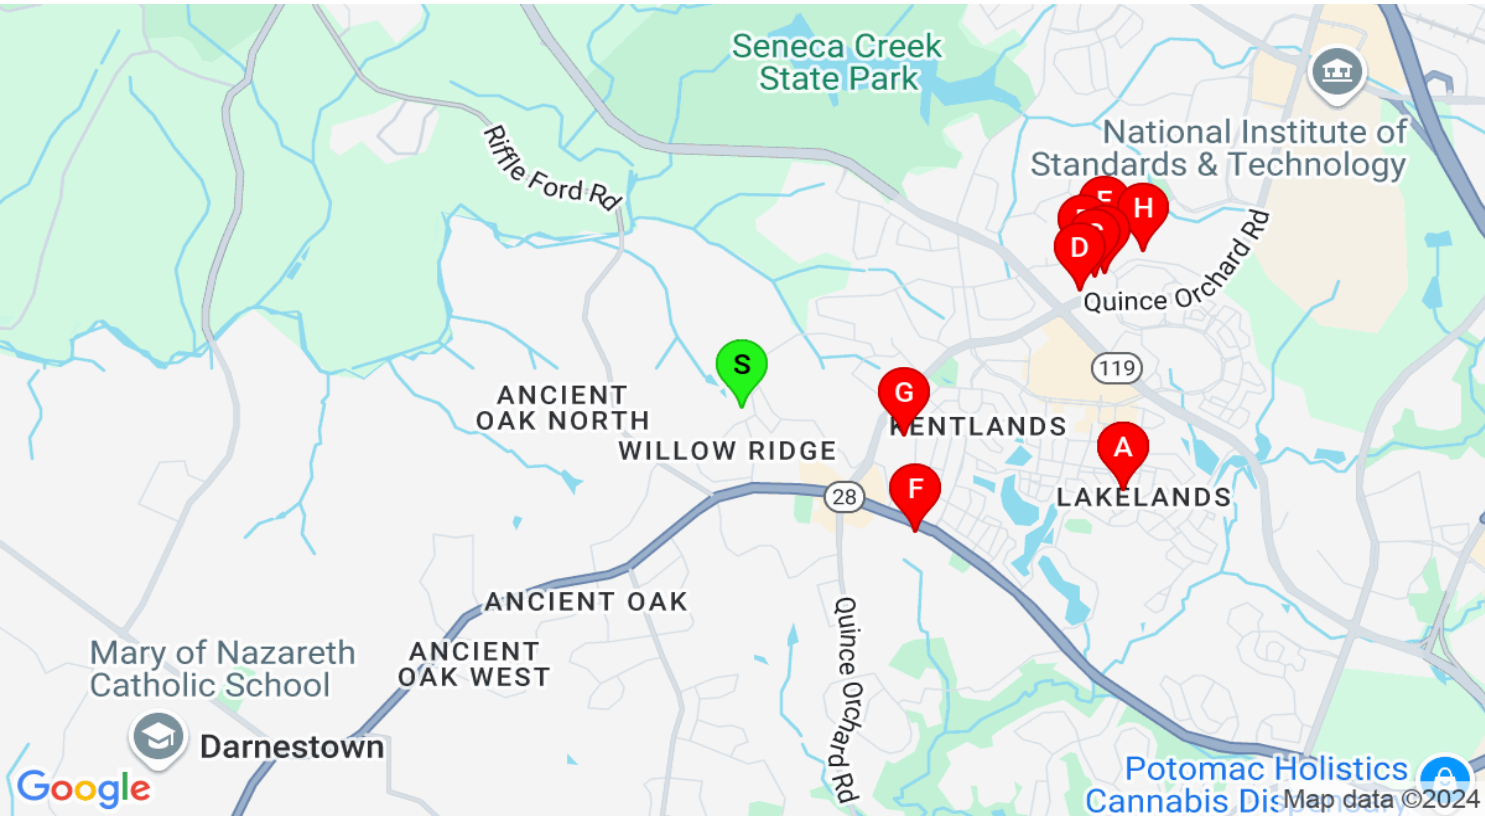 Seneca Creek
State Park
National Institute of
Standards & Technology
Riffle Ford Rd
E
H
D
Quince Orchard Rd
S
119
G
ANCIENT
OAK NORTH
KENTLANDS
WILLOW RIDGE
A
F
28
LAKELANDS
ANCIENT OAK
Quince Orchard Rd
ANCIENT
OAK WEST
Mary of Nazareth
Catholic School
Darnestown
Google
Potomac Holistics
Cannabis
Map data ©2024